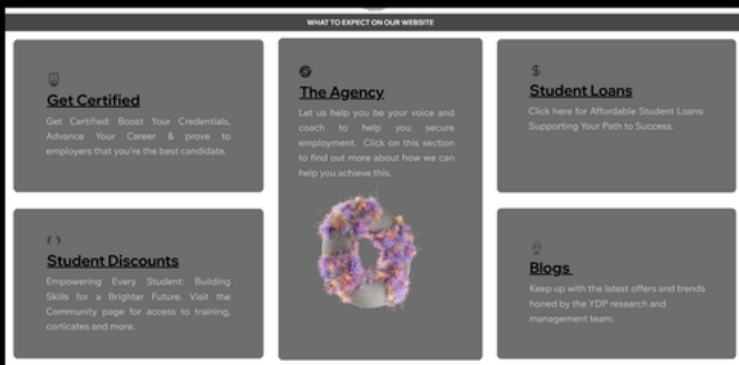 WHAT TO EXPECT ON OUR WEBSITE
Get Certified
Get Certified: Boost Your Credentials,
Advance Your Career & prove to
employers that you're the best candidate.
The Agency
Let us help you be your voice and
coach to help you secure
employment. Click on this section
to find out more about how we can
help you achieve this.
$
Student Loans
Click here for Affordable Student Loans:
Supporting Your Path to Success.
Student Discounts
Empowering Every Student: Building
Skills for a Brighter Future. Visit the
Community page for access to training,
corticates and more.
Blogs
Keep up with the latest offers and trends
honed by the YDP research and
management team.